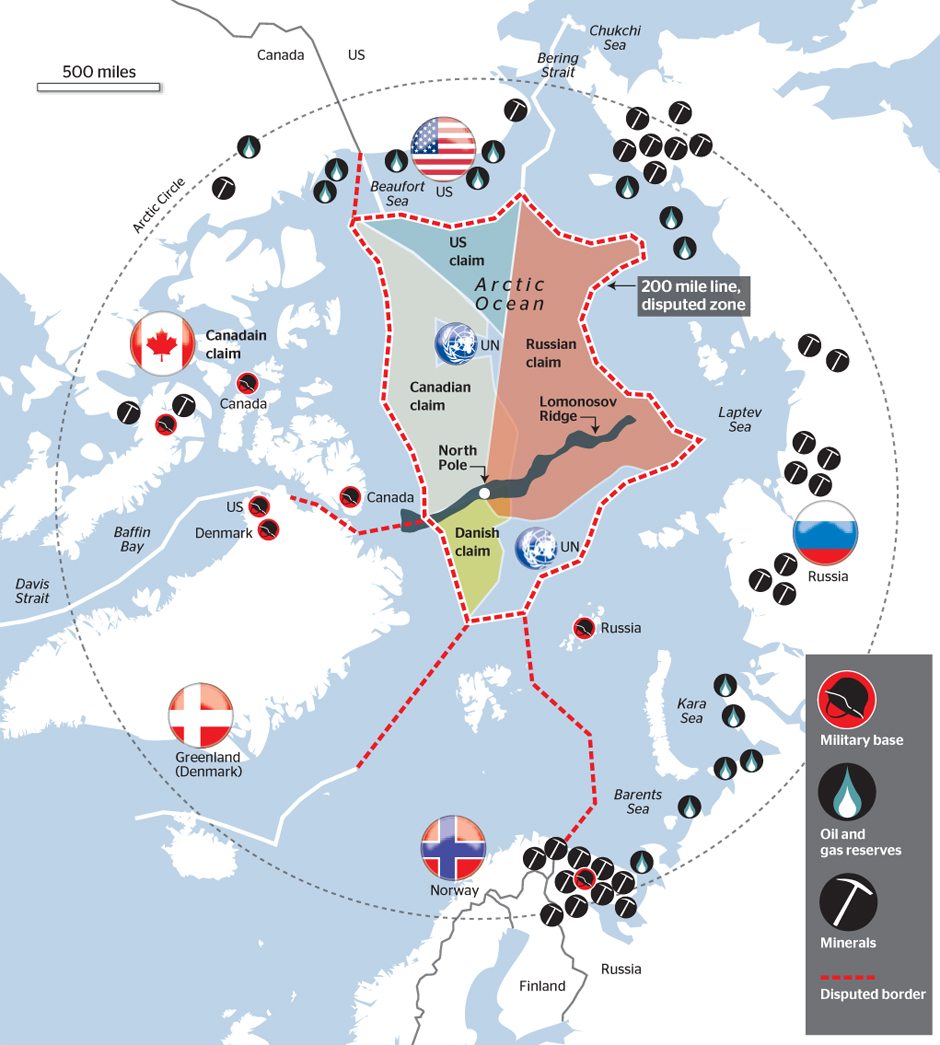 Chukchi
Sea
Canada
US
Bering
Strait
500 miles
Arctic Circle
Beaufort
Sea
US
US
claim
Arctic
Ocean
200 mile line,
disputed zone
Canadain
claim
UN
Russian
claim
Canada
Canadian
claim
Lomonosov
Ridge
Laptev
Sea
North
Pole
Canada
US
Denmark
Baffin
Bay
Danish
claim
UN
Davis
Strait
Russia
Russia
Kara
Sea
Greenland
(Denmark)
Barents
Sea
Norway
Finland
Russia
Military base
Oil and
gas reserves
Minerals
Disputed border